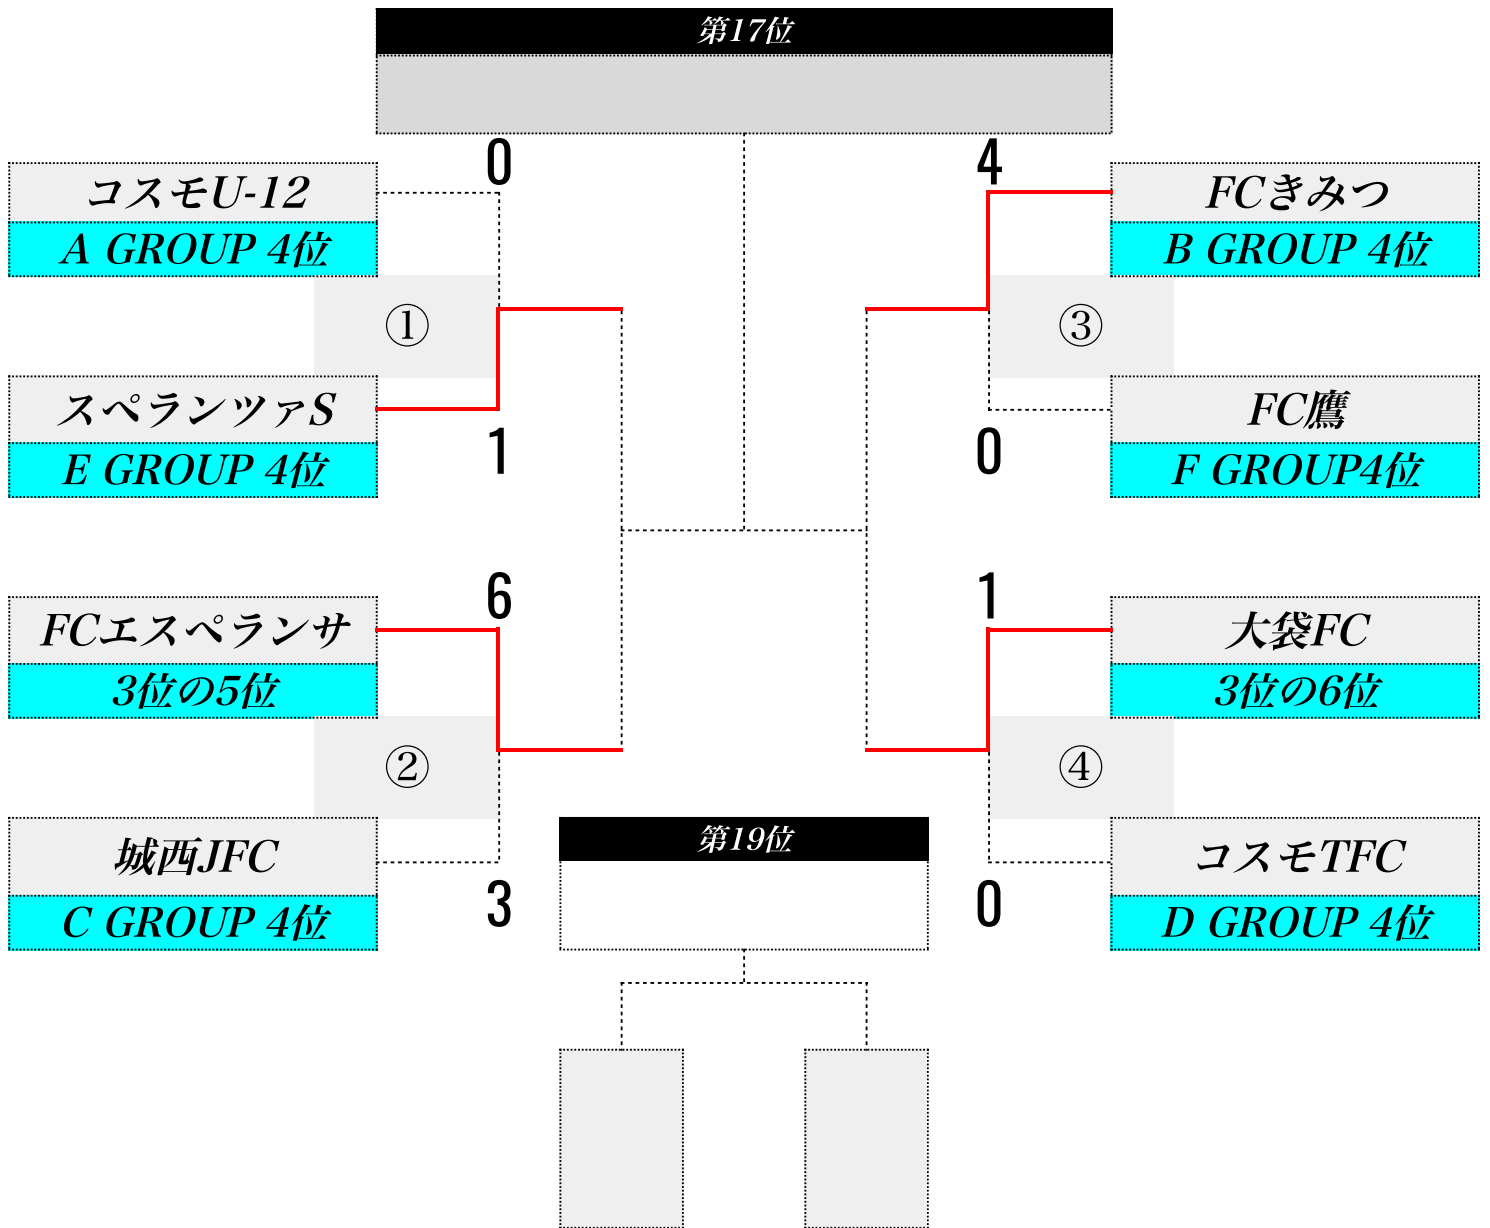 第17位
0
4
コスモU-12
A GROUP 4位
FCきみつ
B GROUP 4位
①
③
スペランツァS
E GROUP 4位
1
0
FC鷹
F GROUP4位
6
1
FCエスペランサ
3位の5位
大袋FC
3位の6位
②
④
城西JFC
C GROUP 4位
3
第19位
0
コスモTFC
D GROUP 4位